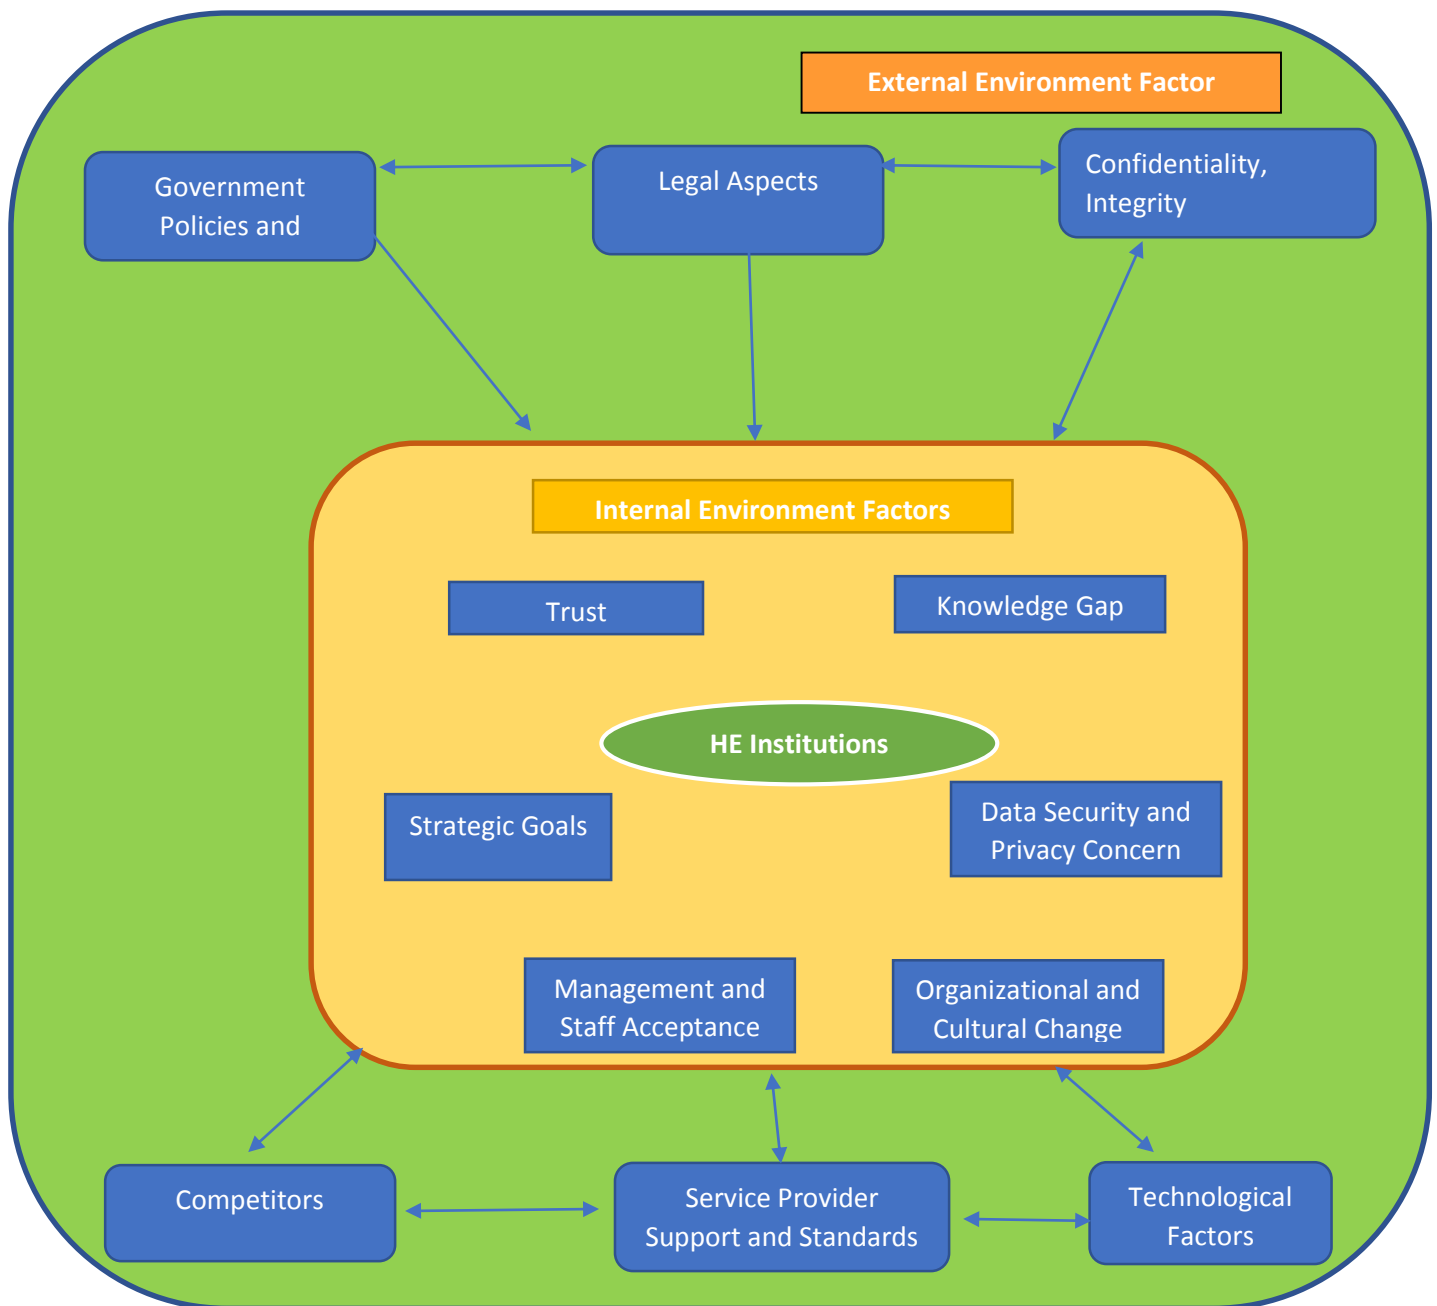 External Environment Factor
Government
Policies and
Legal Aspects
Confidentiality,
Integrity
Internal Environment Factors
Trust
Knowledge Gap
HE Institutions
Strategic Goals
Data Security and
Privacy Concern
Management and
Staff Acceptance
Organizational and
Cultural Change
Competitors
Service Provider
Support and Standards
Technological
Factors